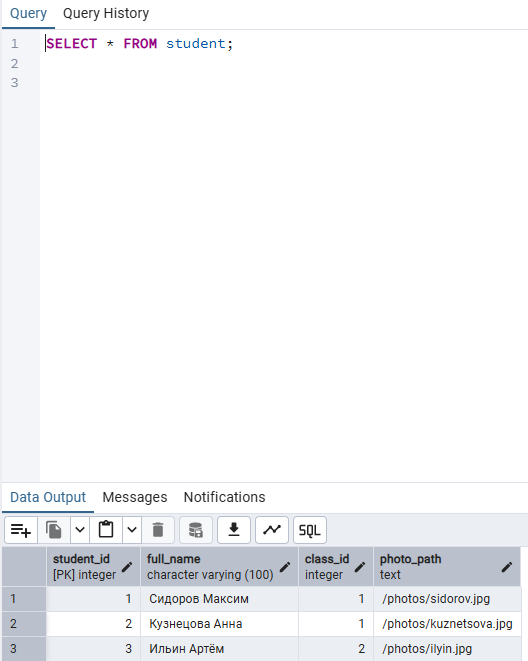 Query Query History
1 SELECT * FROM student;
2
3
Data Output Messages Notifications
SQL
student_id full_name class_id photo_path
[PK] integer character varying (100) integer text
1 1 Сидоров Максим 1 /photos/sidorov.jpg
2 2 Кузнецова Анна 1 /photos/kuznetsova.jpg
3 3 Ильин Артём 2 /photos/ilyin.jpg